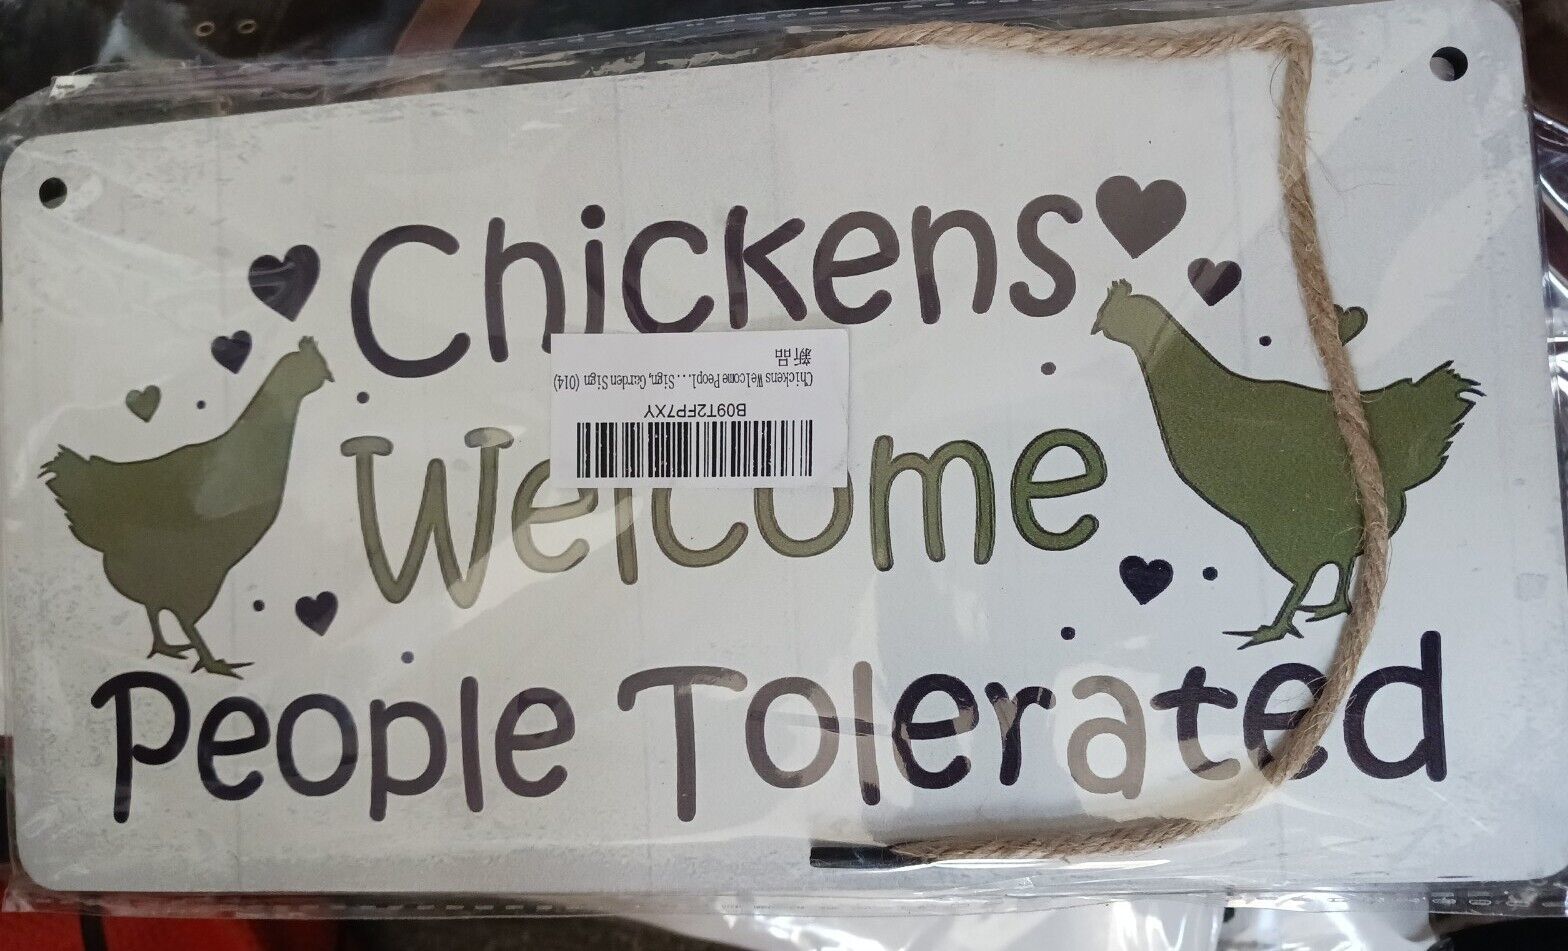 Chickens
Welcome
People Tolerated
B09T2FP7XY
Chickens Welcome Peopl... Sign, Garden Sign (014)
新品